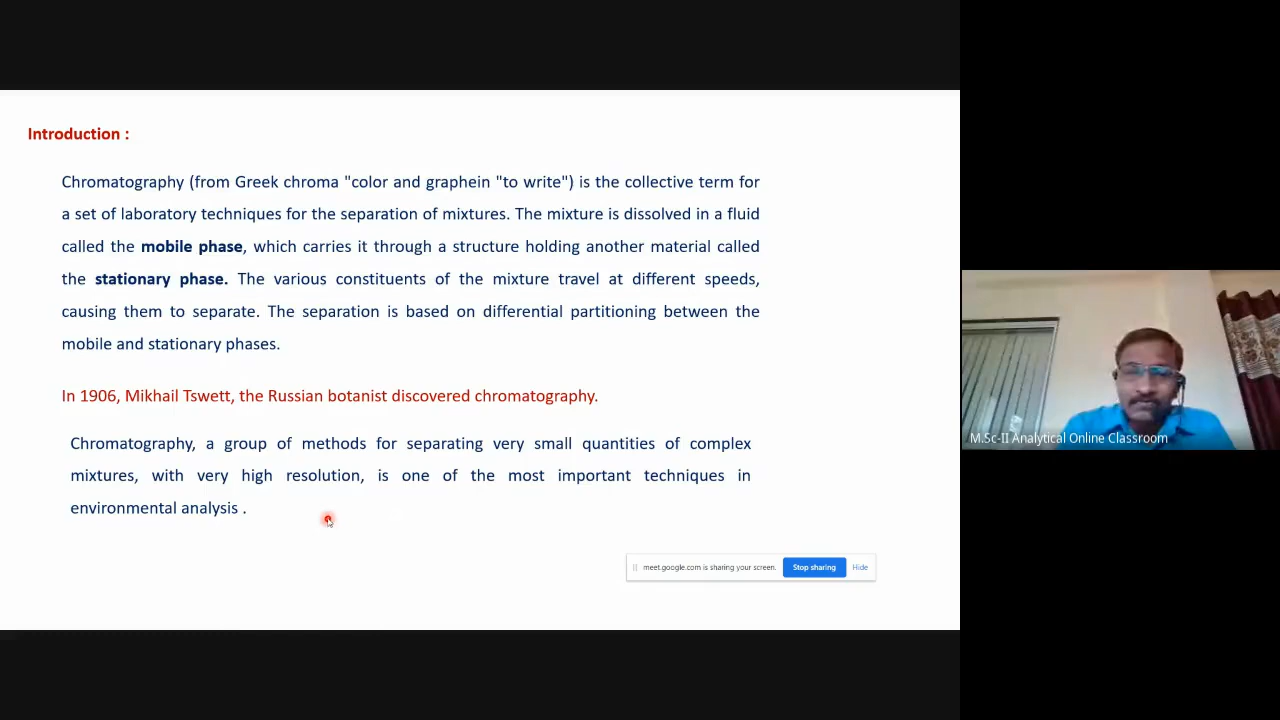 Introduction :
Chromatography (from Greek chroma "color and graphein "to write") is the collective term for
a set of laboratory techniques for the separation of mixtures. The mixture is dissolved in a fluid
called the mobile phase, which carries it through a structure holding another material called
the stationary phase. The various constituents of the mixture travel at different speeds,
causing them to separate. The separation is based on differential partitioning between the
mobile and stationary phases.
In 1906, Mikhail Tswett, the Russian botanist discovered chromatography.
Chromatography, a group of methods for separating very small quantities of complex
mixtures, with very high resolution, is one of the most important techniques in
environmental analysis .
meet.google.com is sharing your screen. Stop sharing Hide
M.Sc-II Analytical Online Classroom